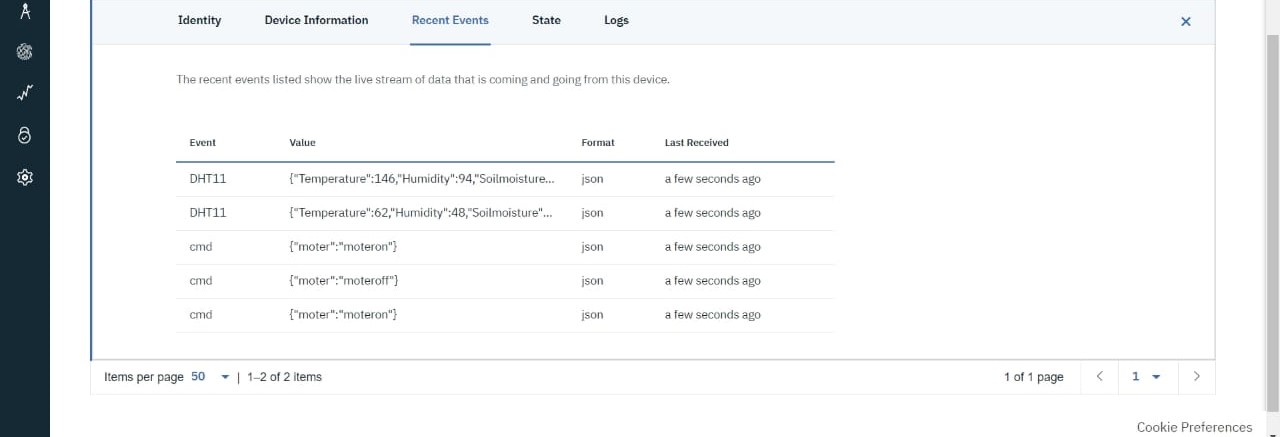 Identity Device Information Recent Events State Logs ×
The recent events listed show the live stream of data that is coming and going from this device.
Event Value Format Last Received
DHT11 {"Temperature":146,"Humidity":94,"Soilmoisture... json a few seconds ago
DHT11 {"Temperature":62,"Humidity":48,"Soilmoisture"... json a few seconds ago
cmd {"moter":"moteron"} json a few seconds ago
cmd {"moter":"moteroff"} json a few seconds ago
cmd {"moter":"moteron"} json a few seconds ago
Items per page 50 | 1–2 of 2 items 1 of 1 page 1
Cookie Preferences